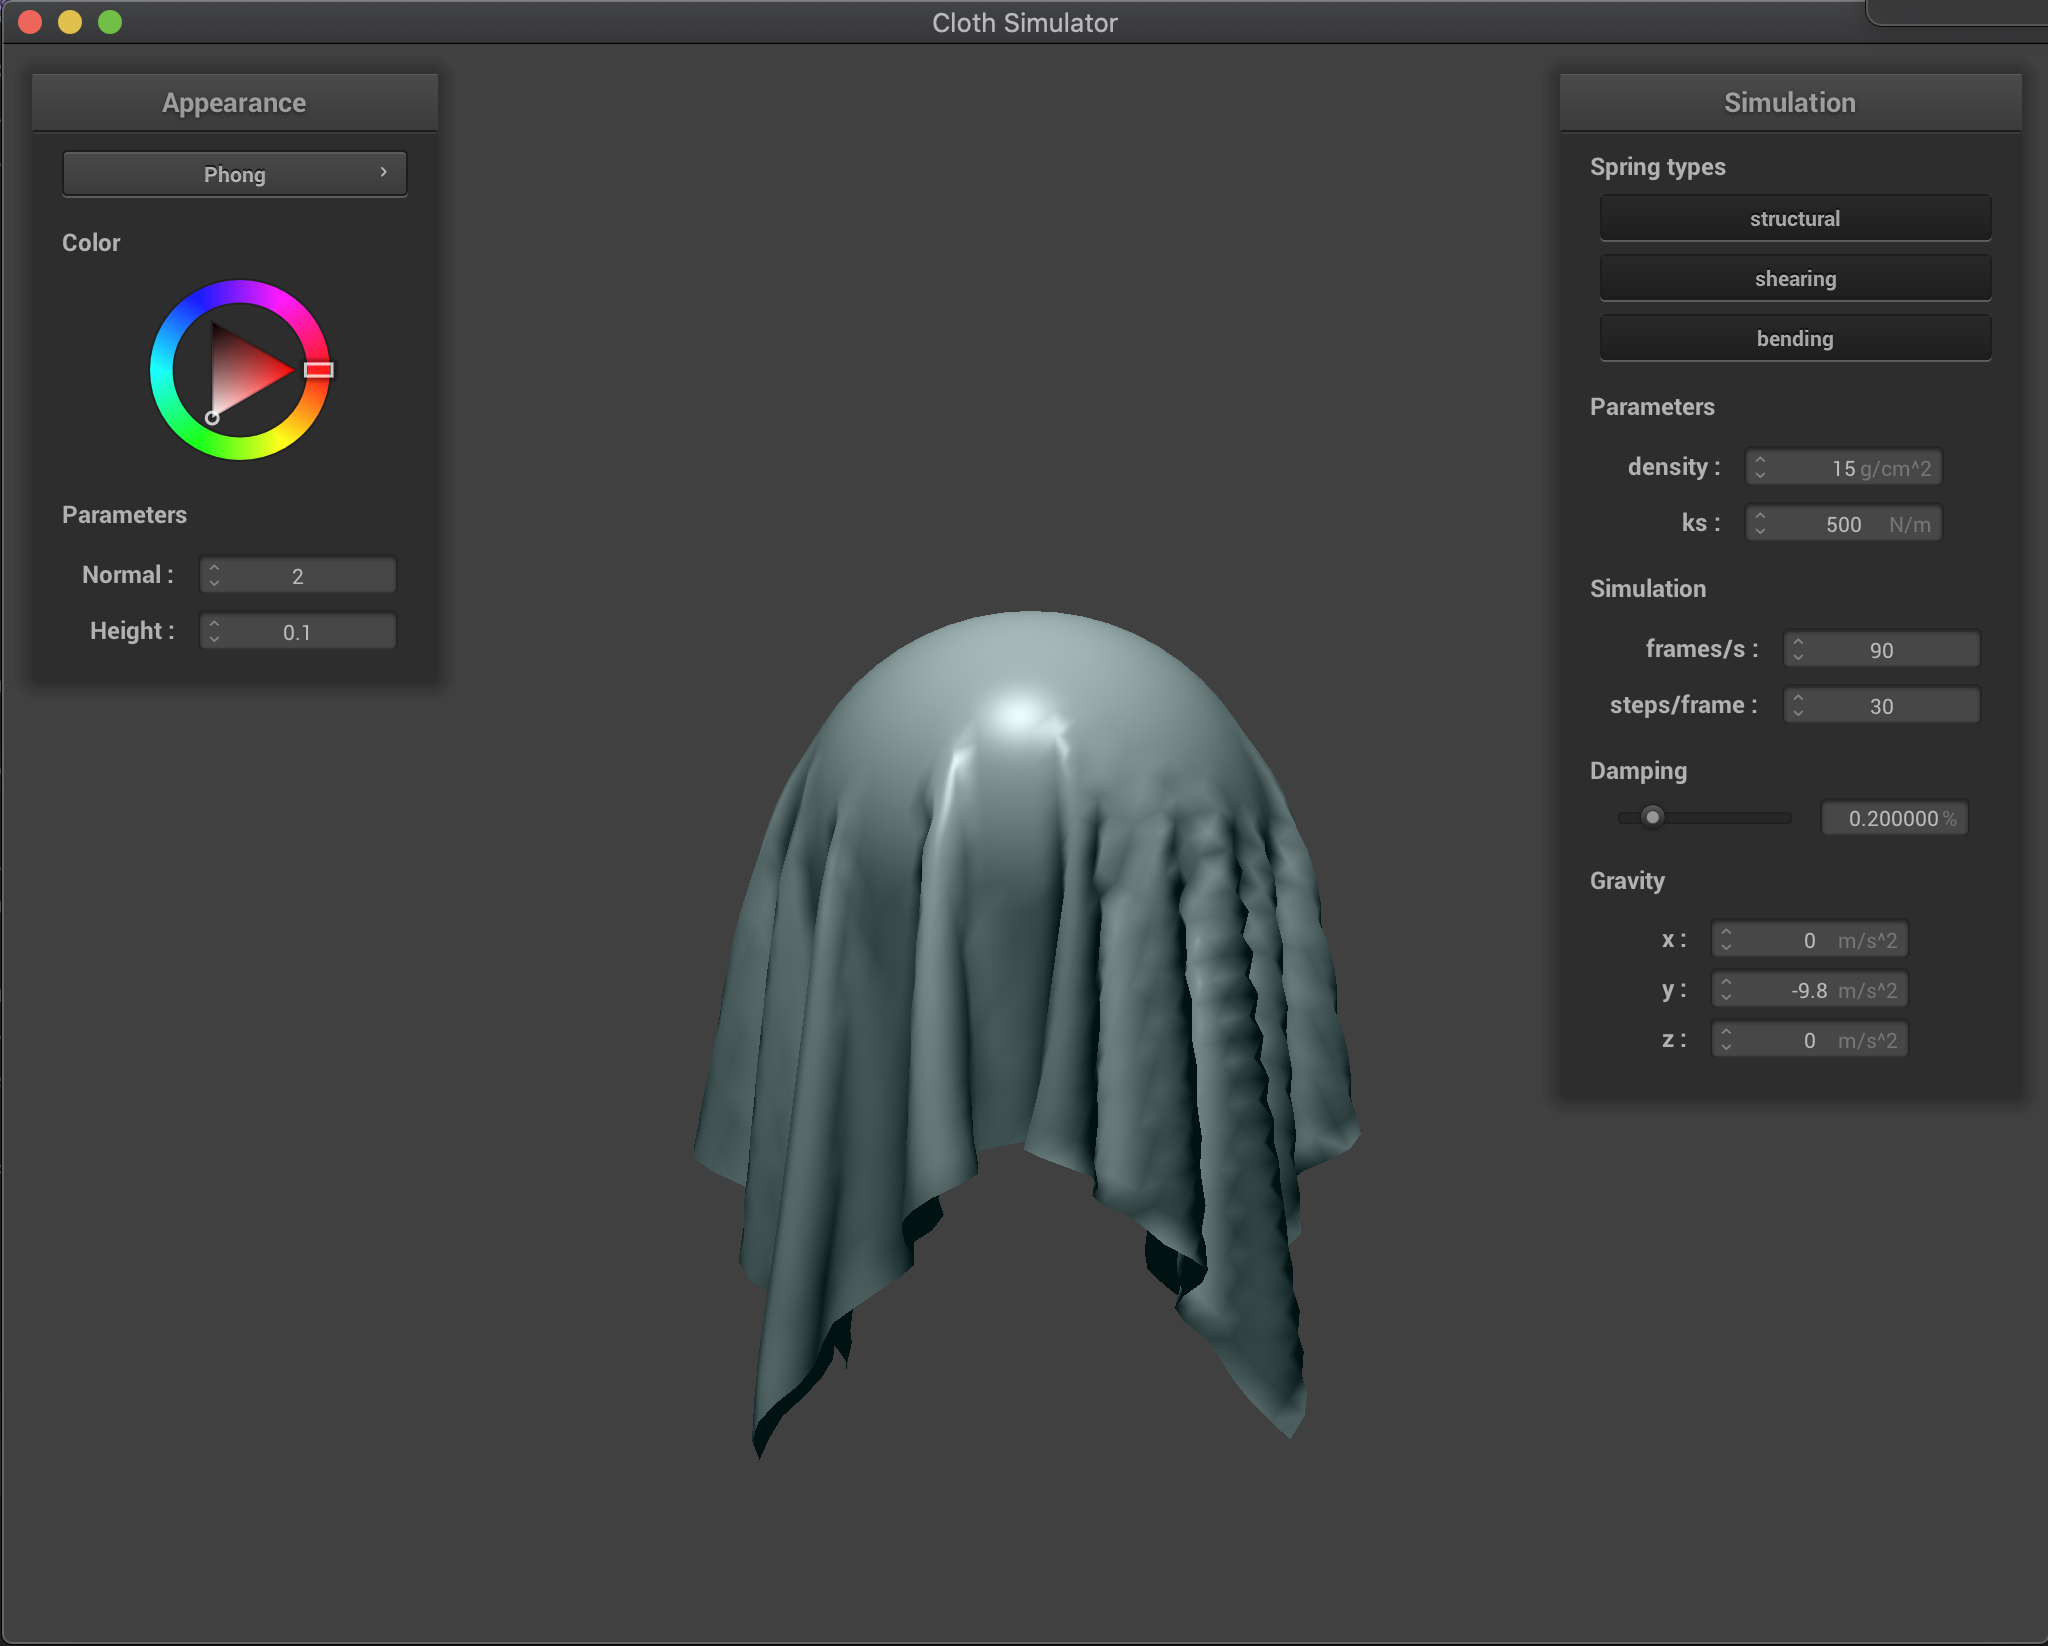 Cloth Simulator
Appearance
Phong
Color
Parameters
Normal : 2
Height : 0.1
Simulation
Spring types
structural
shearing
bending
Parameters
density : 15 g/cm^2
ks : 500 N/m
Simulation
frames/s : 90
steps/frame : 30
Damping
0.200000 %
Gravity
x : 0 m/s^2
y : -9.8 m/s^2
z : 0 m/s^2